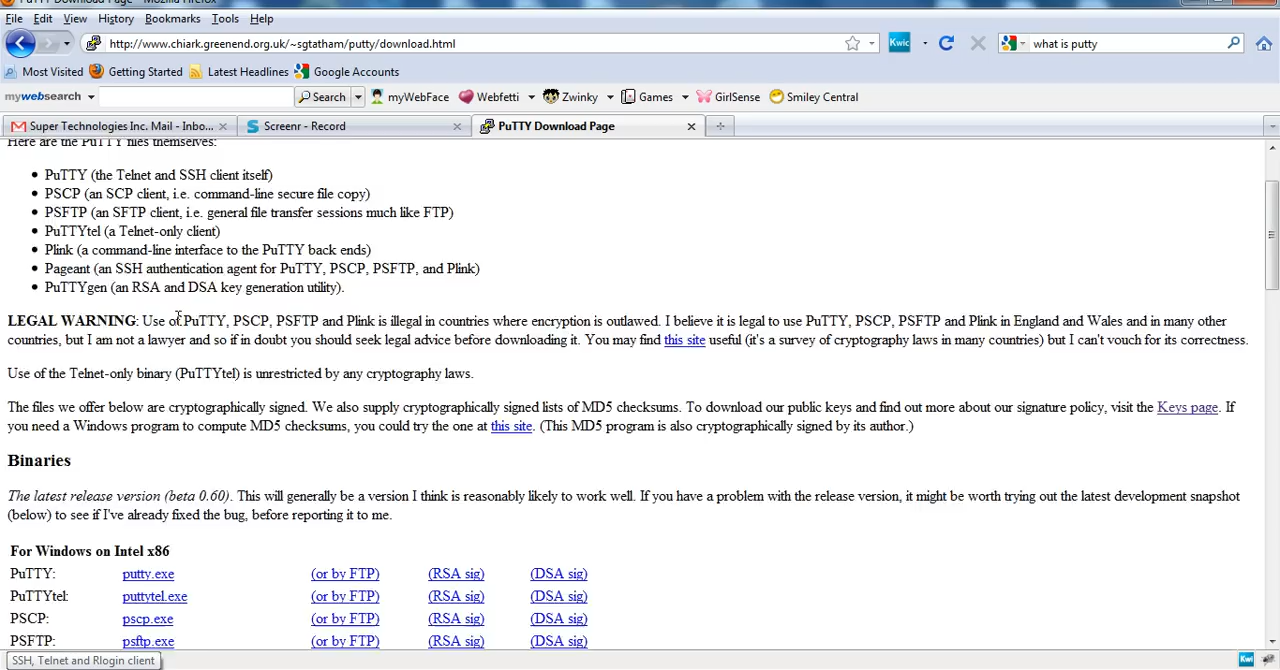 PuTTY Download Page - Mozilla Firefox
File Edit View History Bookmarks Tools Help
http://www.chiark.greenend.org.uk/~sgtatham/putty/download.html Kwic what is putty
Most Visited Getting Started Latest Headlines Google Accounts
mywebsearch Search myWebFace Webfetti Zwinky Games GirlSense Smiley Central
Super Technologies Inc. Mail - Inbo... Screenr - Record PuTTY Download Page
Here are the PuTTY files themselves:
PuTTY (the Telnet and SSH client itself)
PSCP (an SCP client, i.e. command-line secure file copy)
PSFTP (an SFTP client, i.e. general file transfer sessions much like FTP)
PuTTYtel (a Telnet-only client)
Plink (a command-line interface to the PuTTY back ends)
Pageant (an SSH authentication agent for PuTTY, PSCP, PSFTP, and Plink)
PuTTYgen (an RSA and DSA key generation utility).
LEGAL WARNING: Use of PuTTY, PSCP, PSFTP and Plink is illegal in countries where encryption is outlawed. I believe it is legal to use PuTTY, PSCP, PSFTP and Plink in England and Wales and in many other
countries, but I am not a lawyer and so if in doubt you should seek legal advice before downloading it. You may find this site useful (it's a survey of cryptography laws in many countries) but I can't vouch for its correctness.
Use of the Telnet-only binary (PuTTYtel) is unrestricted by any cryptography laws.
The files we offer below are cryptographically signed. We also supply cryptographically signed lists of MD5 checksums. To download our public keys and find out more about our signature policy, visit the Keys page. If
you need a Windows program to compute MD5 checksums, you could try the one at this site. (This MD5 program is also cryptographically signed by its author.)
Binaries
The latest release version (beta 0.60). This will generally be a version I think is reasonably likely to work well. If you have a problem with the release version, it might be worth trying out the latest development snapshot
(below) to see if I've already fixed the bug, before reporting it to me.
For Windows on Intel x86
PuTTY: putty.exe (or by FTP) (RSA sig) (DSA sig)
PuTTYtel: puttytel.exe (or by FTP) (RSA sig) (DSA sig)
PSCP: pscp.exe (or by FTP) (RSA sig) (DSA sig)
PSFTP: psftp.exe (or by FTP) (RSA sig) (DSA sig)
SSH, Telnet and Rlogin client Kwi